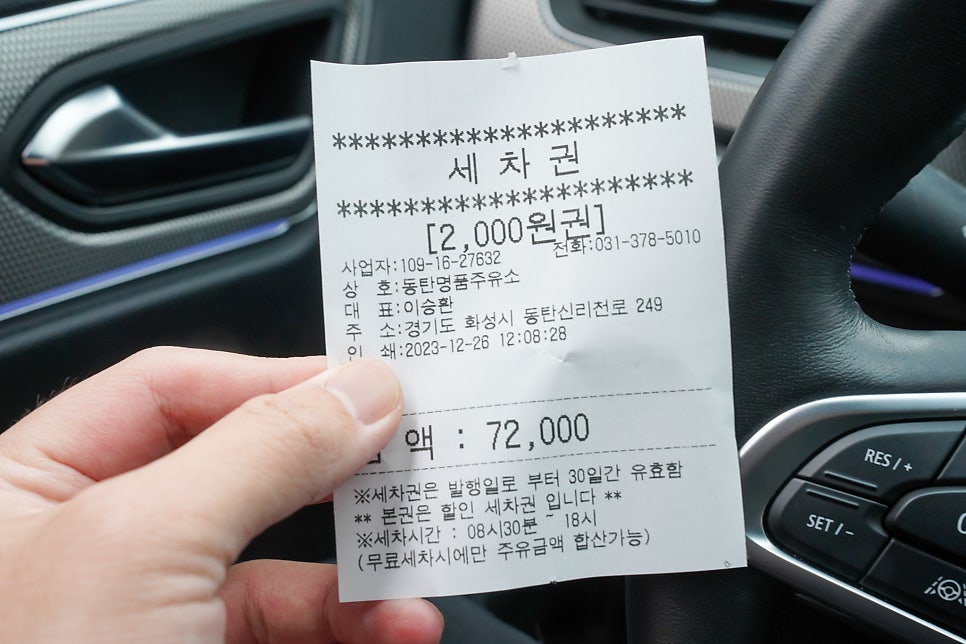 *********************
세 차 권
*********************
[2,000원권]
사업자:109-16-27632 전화:031-378-5010
상 호:동탄명품주유소
대 표:이승환
주 소:경기도 화성시 동탄신리천로 249
인 쇄:2023-12-26 12:08:28
액 : 72,000
※세차권은 발행일로 부터 30일간 유효함
** 본권은 할인 세차권 입니다 **
※세차시간 : 08시30분 ~ 18시
(무료세차시에만 주유금액 합산가능)
RES / +
SET / -